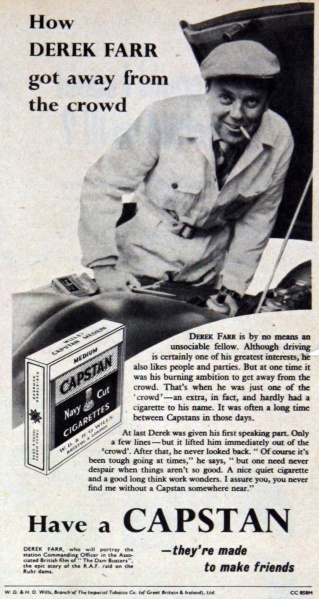 How
DEREK FARR
got away from
the crowd
WILLS'S
CAPSTAN MEDIUM
MEDIUM
CAPSTAN
Navy Cut
CIGARETTES
W.D. & H.O. WILLS
BRISTOL & LONDON
DEREK FARR is by no means an
unsociable fellow. Although driving
is certainly one of his greatest interests, he
also likes people and parties. But at one time it
was his burning ambition to get away from the
crowd. That's when he was just one of the
'crowd'—an extra, in fact, and hardly had a
cigarette to his name. It was often a long time
between Capstans in those days.
At last Derek was given his first speaking part. Only
a few lines—but it lifted him immediately out of the
'crowd'. After that, he never looked back. "Of course it's
been tough going at times," he says, "but one need never
despair when things aren't so good. A nice quiet cigarette
and a good long think work wonders. I assure you, you never
find me without a Capstan somewhere near."
Have a CAPSTAN
—they're made
to make friends
DEREK FARR, who will portray the
station Commanding Officer in the Asso-
ciated British film of "The Dam Busters",
the epic story of the R.A.F. raid on the
Ruhr dams.
W. D. & H. O. Wills, Branch of The Imperial Tobacco Co. (of Great Britain & Ireland), Ltd.